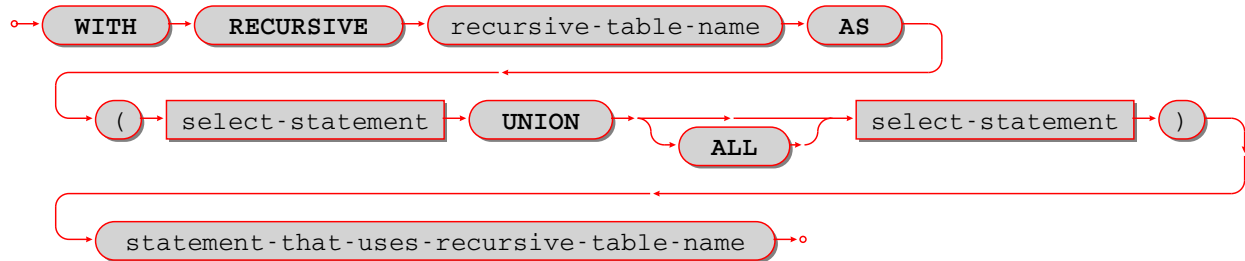 WITH RECURSIVE recursive-table-name AS
( select-statement UNION ALL select-statement )
statement-that-uses-recursive-table-name